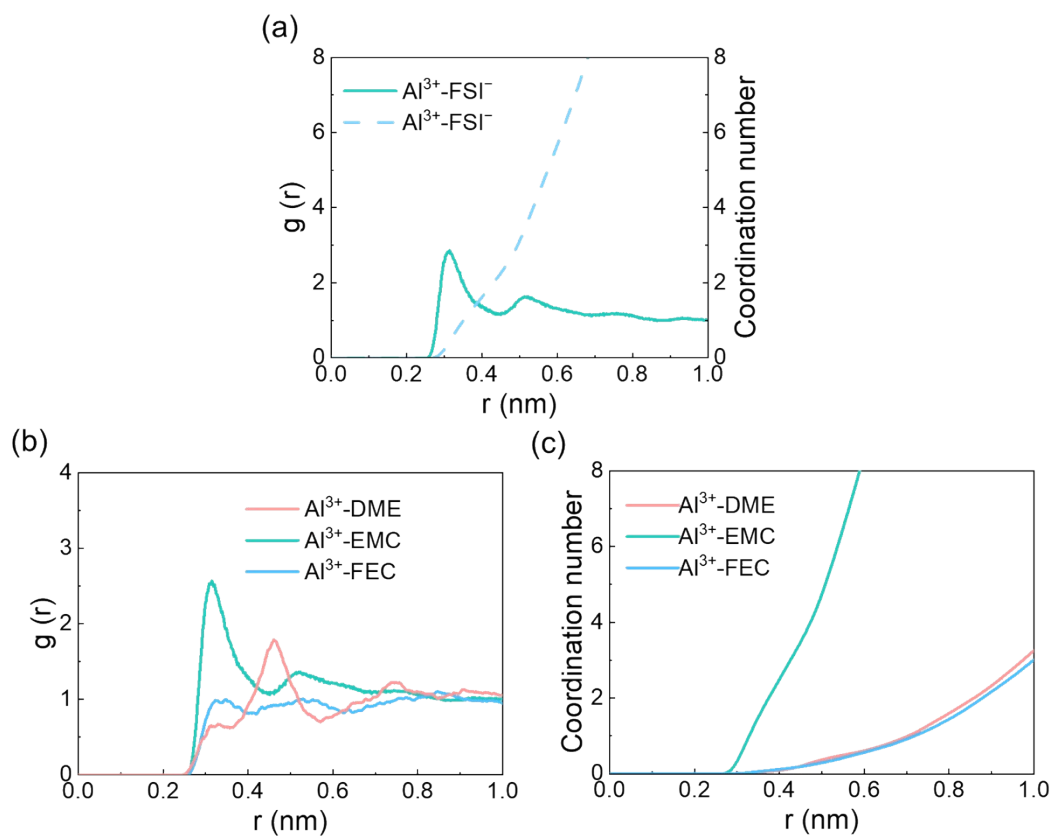 (a)
8
6
4
2
0
g (r)
Al³⁺-FSI⁻
Al³⁺-FSI⁻
8
6
4
2
0
Coordination number
0.0 0.2 0.4 0.6 0.8 1.0
r (nm)
(b)
4
3
2
1
0
g (r)
Al³⁺-DME
Al³⁺-EMC
Al³⁺-FEC
0.0 0.2 0.4 0.6 0.8 1.0
r (nm)
(c)
8
6
4
2
0
Coordination number
Al³⁺-DME
Al³⁺-EMC
Al³⁺-FEC
0.0 0.2 0.4 0.6 0.8 1.0
r (nm)